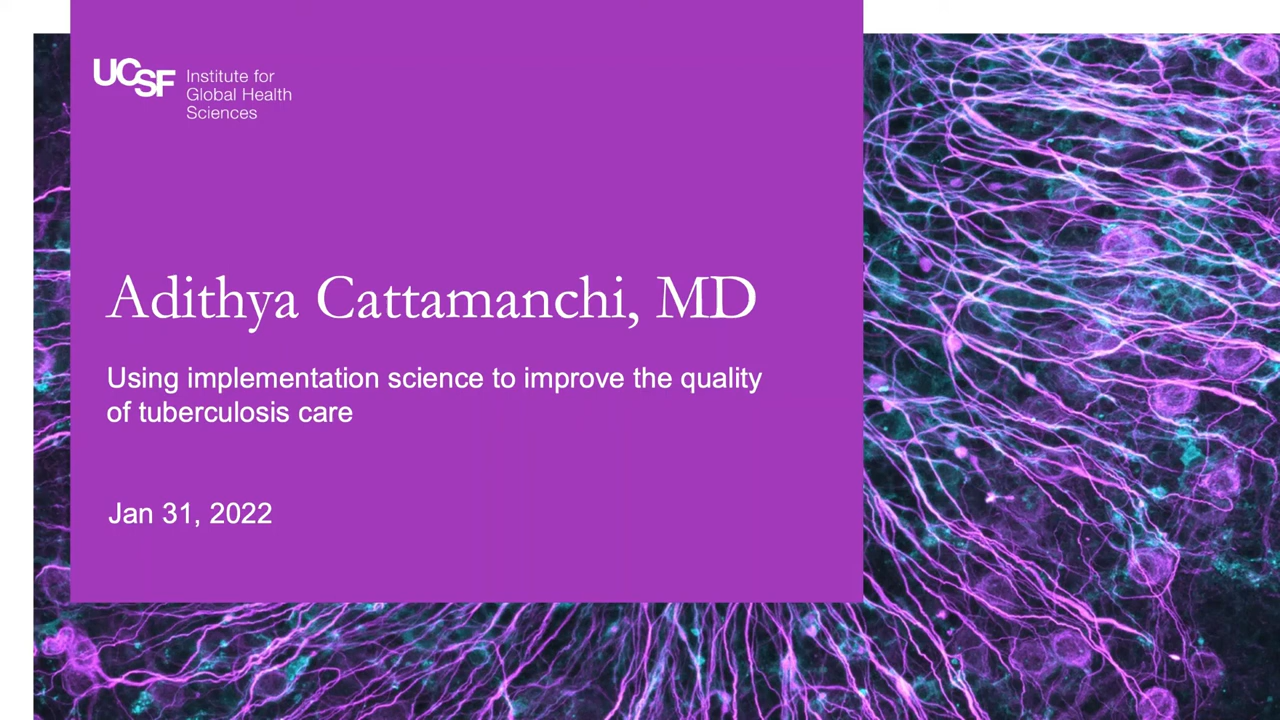 UCSF
Institute for
Global Health
Sciences
Adithya Cattamanchi, MD
Using implementation science to improve the quality
of tuberculosis care
Jan 31, 2022